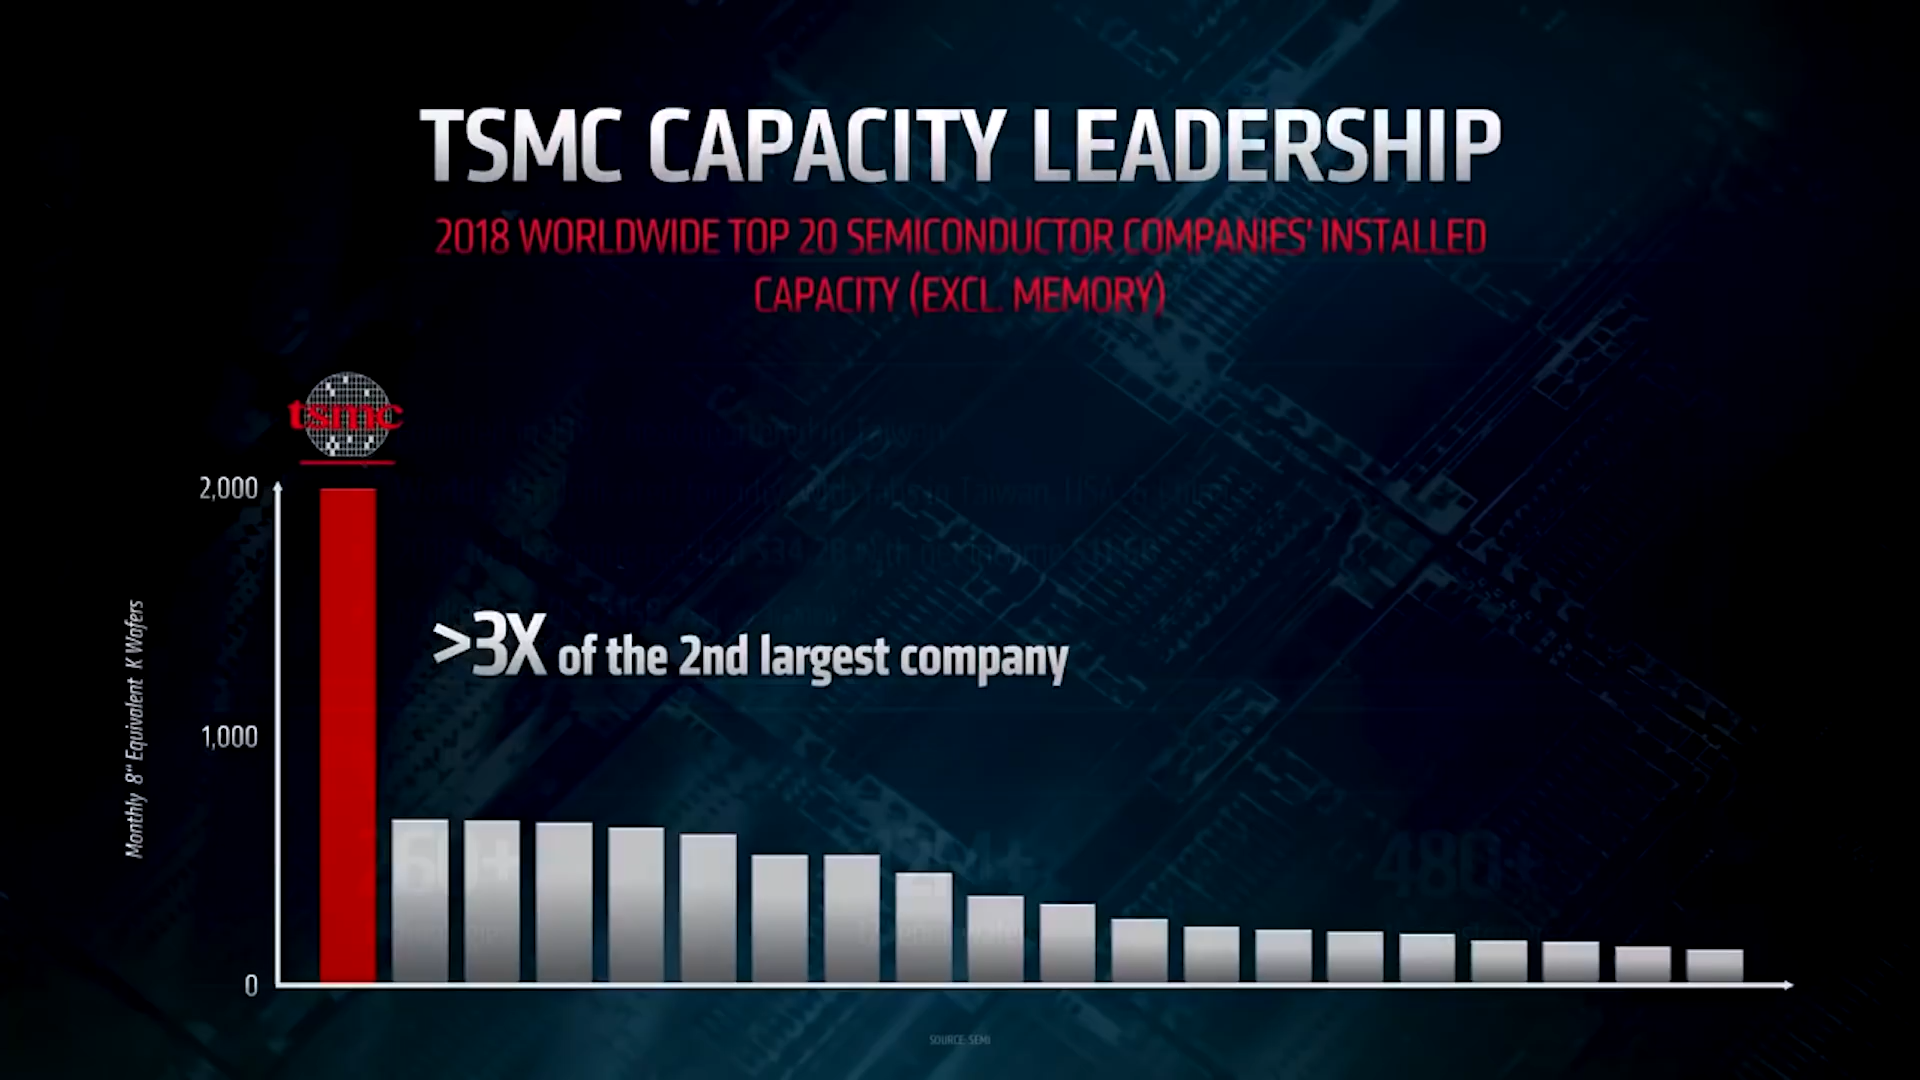 TSMC CAPACITY LEADERSHIP
2018 WORLDWIDE TOP 20 SEMICONDUCTOR COMPANIES' INSTALLED
CAPACITY (EXCL. MEMORY)
tsmc
2,000
>3X of the 2nd largest company
1,000
Monthly 8" Equivalent K Wafers
480+
0
SOURCE: SEMI